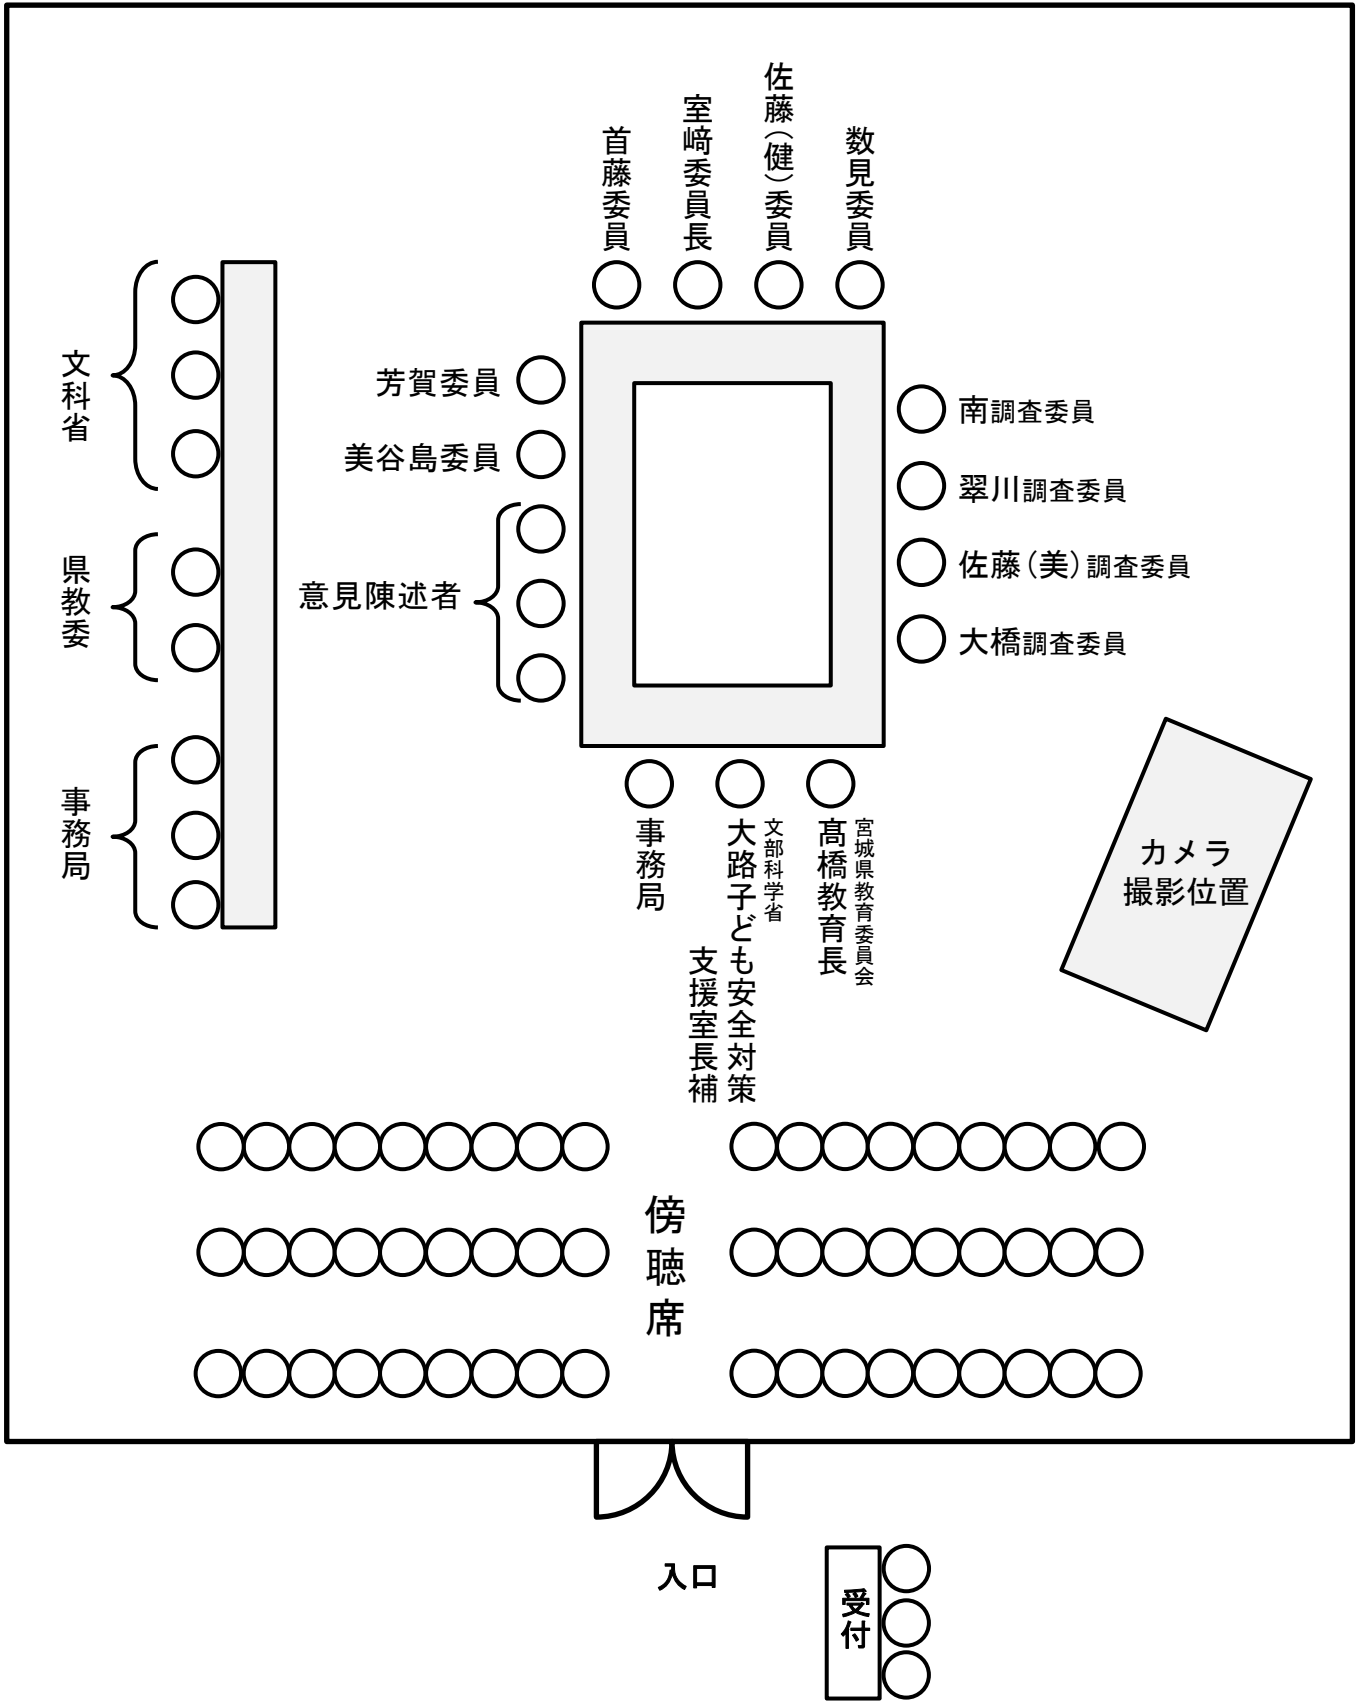 首藤委員
室﨑委員長
佐藤（健）委員
数見委員
芳賀委員
美谷島委員
意見陳述者
南調査委員
翠川調査委員
佐藤（美）調査委員
大橋調査委員
文科省
県教委
事務局
事務局
文部科学省
大路子ども安全対策
支援室長補
宮城県教育委員会
髙橋教育長
カメラ
撮影位置
傍聴席
入口
受付